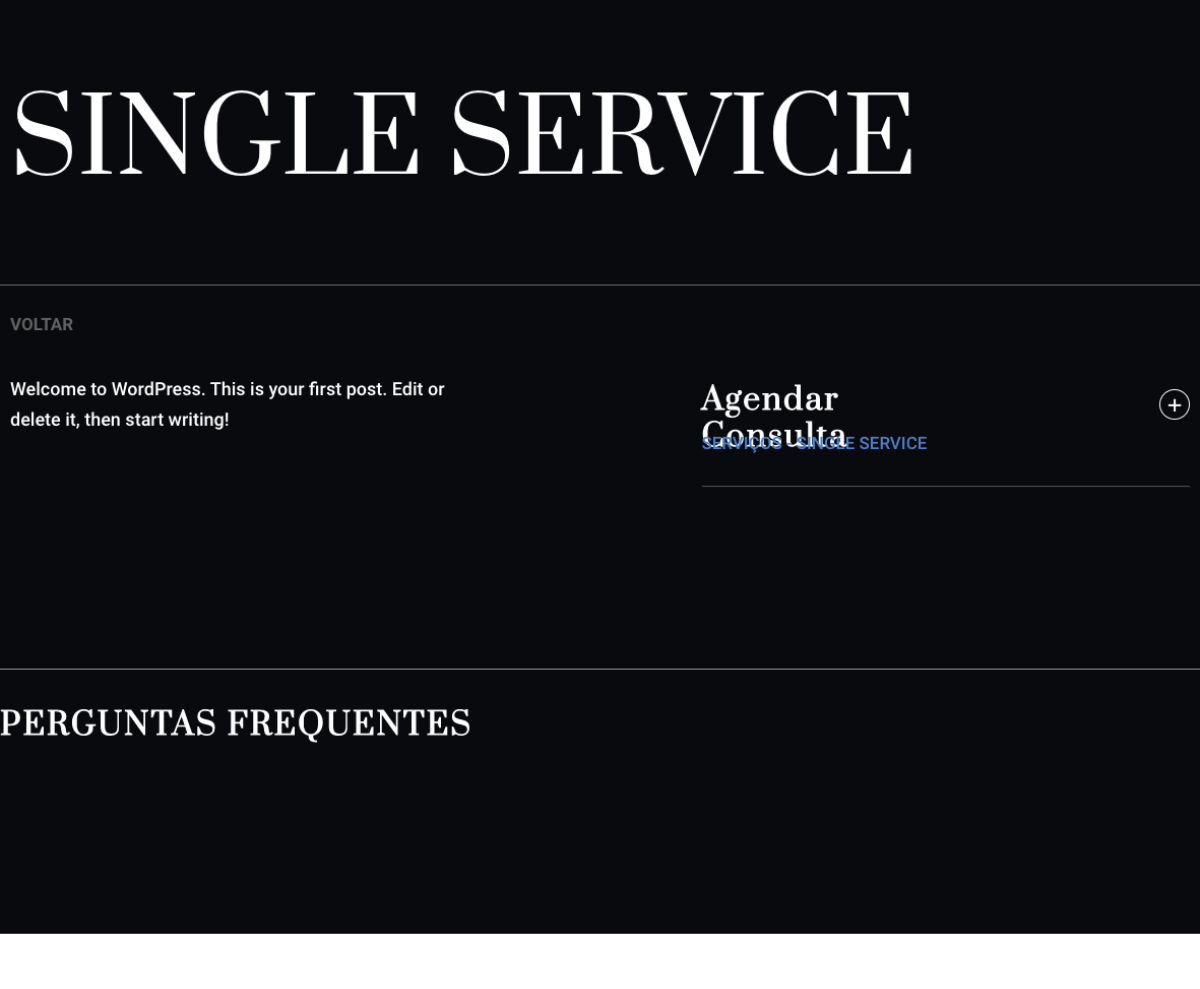 SINGLE SERVICE
VOLTAR
Welcome to WordPress. This is your first post. Edit or
delete it, then start writing!
Agendar
Consulta
SERVIÇOS - SINGLE SERVICE
PERGUNTAS FREQUENTES